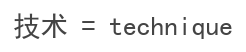 技术 = technique